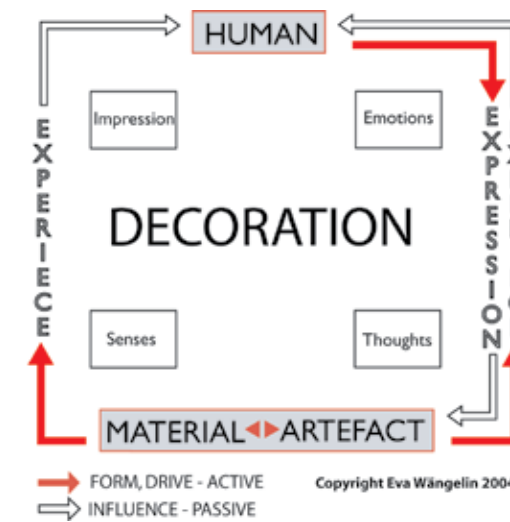 HUMAN
Impression
Emotions
EXPERIECE
EXPRESSION
DECORATION
Senses
Thoughts
MATERIAL ARTEFACT
FORM, DRIVE - ACTIVE
INFLUENCE - PASSIVE
Copyright Eva Wängelin 2004